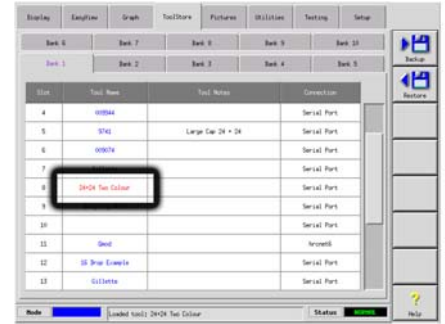 Display EasyView Graph ToolStore Pictures Utilities Testing Setup
Bank 6 Bank 7 Bank 8 Bank 9 Bank 10
Bank 1 Bank 2 Bank 3 Bank 4 Bank 5
Backup
Restore
Slot Tool Name Tool Notes Connection
4 Serial Port
5 5741 Large Cap 24 + 24 Serial Port
6 Serial Port
7 Serial Port
8 24+24 Two Colour Serial Port
9 Serial Port
10 Serial Port
11 Qmod
12 16 Drop Example Serial Port
13 Gillette Serial Port
Mode Loaded tool: 24+24 Two Colour Status NORMAL
Help